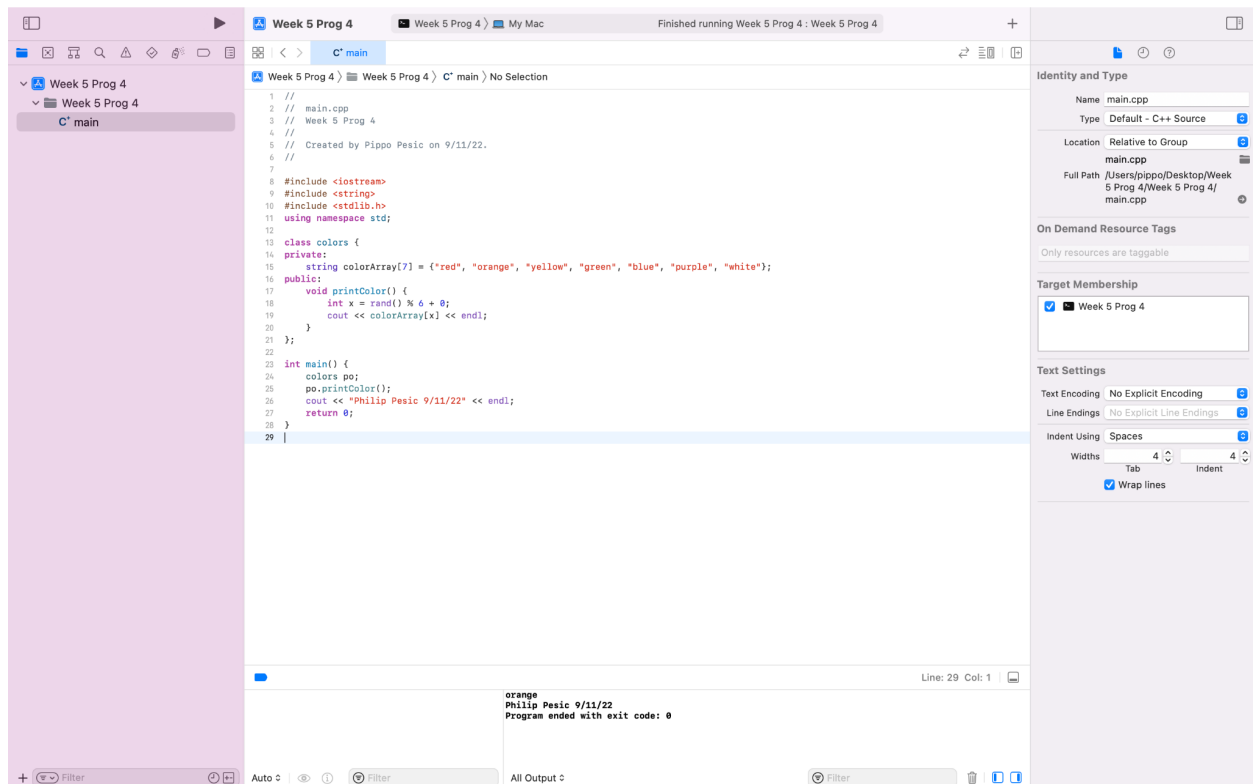 Week 5 Prog 4
Week 5 Prog 4 〉 My Mac
Finished running Week 5 Prog 4 : Week 5 Prog 4
Week 5 Prog 4
Week 5 Prog 4
C+ main
C+ main
Week 5 Prog 4 〉 Week 5 Prog 4 〉 C+ main 〉 No Selection
1 //
2 //  main.cpp
3 //  Week 5 Prog 4
4 //
5 //  Created by Pippo Pesic on 9/11/22.
6 //
7
8 #include <iostream>
9 #include <string>
10 #include <stdlib.h>
11 using namespace std;
12
13 class colors {
14 private:
15     string colorArray[7] = {"red", "orange", "yellow", "green", "blue", "purple", "white"};
16 public:
17     void printColor() {
18         int x = rand() % 6 + 0;
19         cout << colorArray[x] << endl;
20     }
21 };
22
23 int main() {
24     colors po;
25     po.printColor();
26     cout << "Philip Pesic 9/11/22" << endl;
27     return 0;
28 }
29
Line: 29 Col: 1
orange
Philip Pesic 9/11/22
Program ended with exit code: 0
Filter
Auto
Filter
All Output
Filter
Identity and Type
Name main.cpp
Type Default - C++ Source
Location Relative to Group
main.cpp
Full Path /Users/pippo/Desktop/Week
5 Prog 4/Week 5 Prog 4/
main.cpp
On Demand Resource Tags
Only resources are taggable
Target Membership
Week 5 Prog 4
Text Settings
Text Encoding No Explicit Encoding
Line Endings No Explicit Line Endings
Indent Using Spaces
Widths 4 4
Tab Indent
Wrap lines